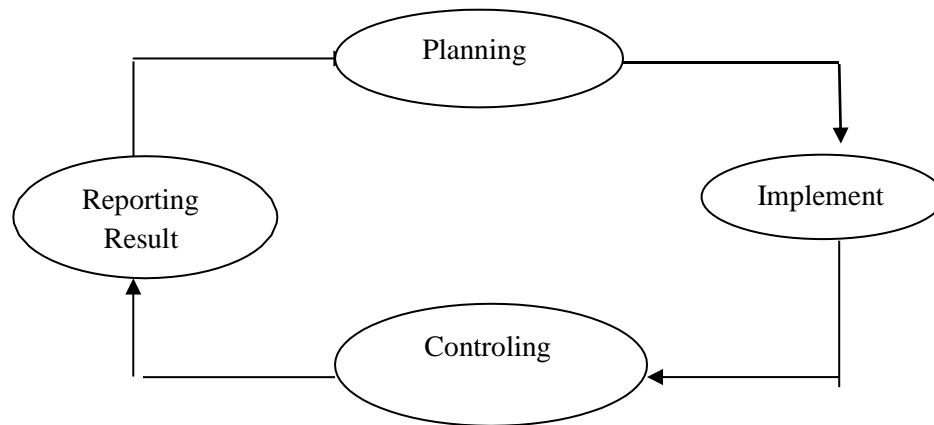 Planning
Implement
Reporting
Result
Controling